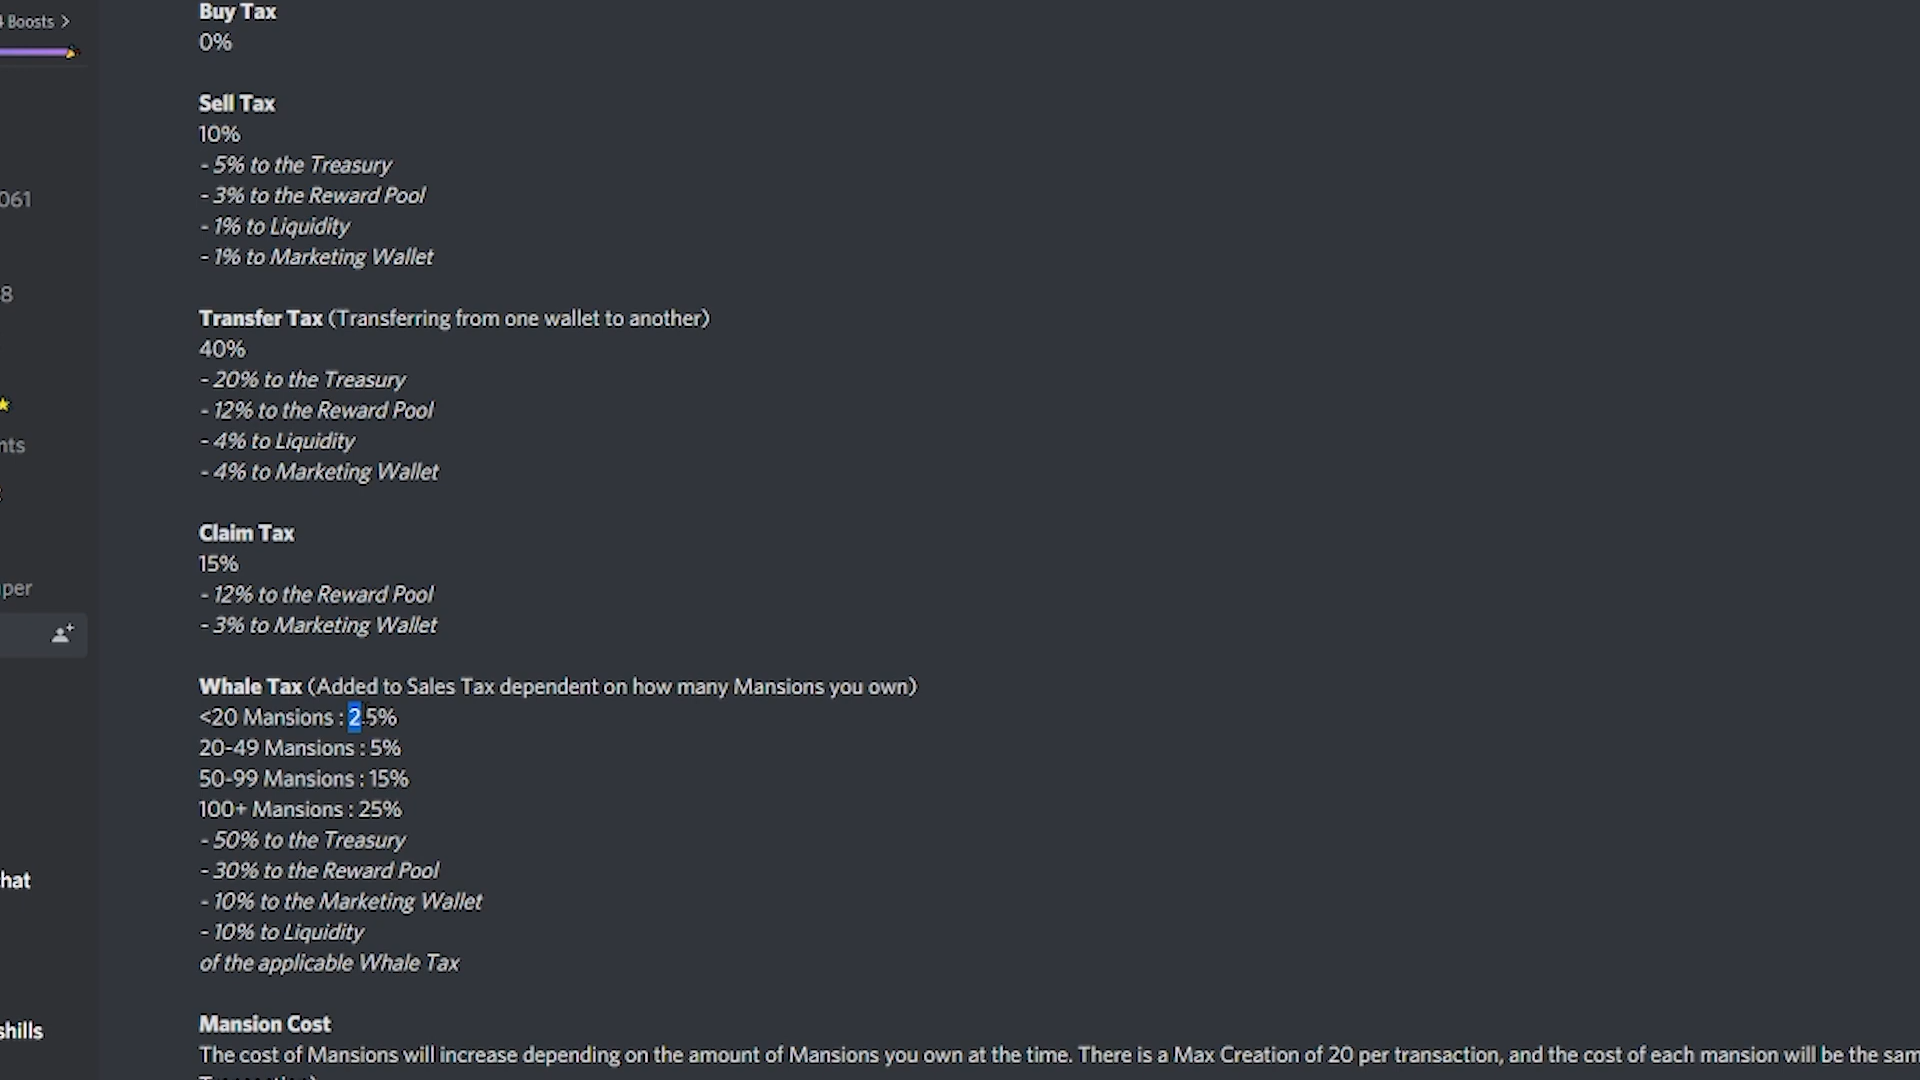 Boosts >
Buy Tax
0%
Sell Tax
10%
- 5% to the Treasury
- 3% to the Reward Pool
061
- 1% to Liquidity
- 1% to Marketing Wallet
8
Transfer Tax (Transferring from one wallet to another)
40%
- 20% to the Treasury
- 12% to the Reward Pool
- 4% to Liquidity
nts
- 4% to Marketing Wallet
Claim Tax
15%
- 12% to the Reward Pool
per
- 3% to Marketing Wallet
Whale Tax (Added to Sales Tax dependent on how many Mansions you own)
<20 Mansions : 2.5%
20-49 Mansions : 5%
50-99 Mansions : 15%
100+ Mansions : 25%
- 50% to the Treasury
- 30% to the Reward Pool
hat
- 10% to the Marketing Wallet
- 10% to Liquidity
of the applicable Whale Tax
Mansion Cost
shills
The cost of Mansions will increase depending on the amount of Mansions you own at the time. There is a Max Creation of 20 per transaction, and the cost of each mansion will be the sam